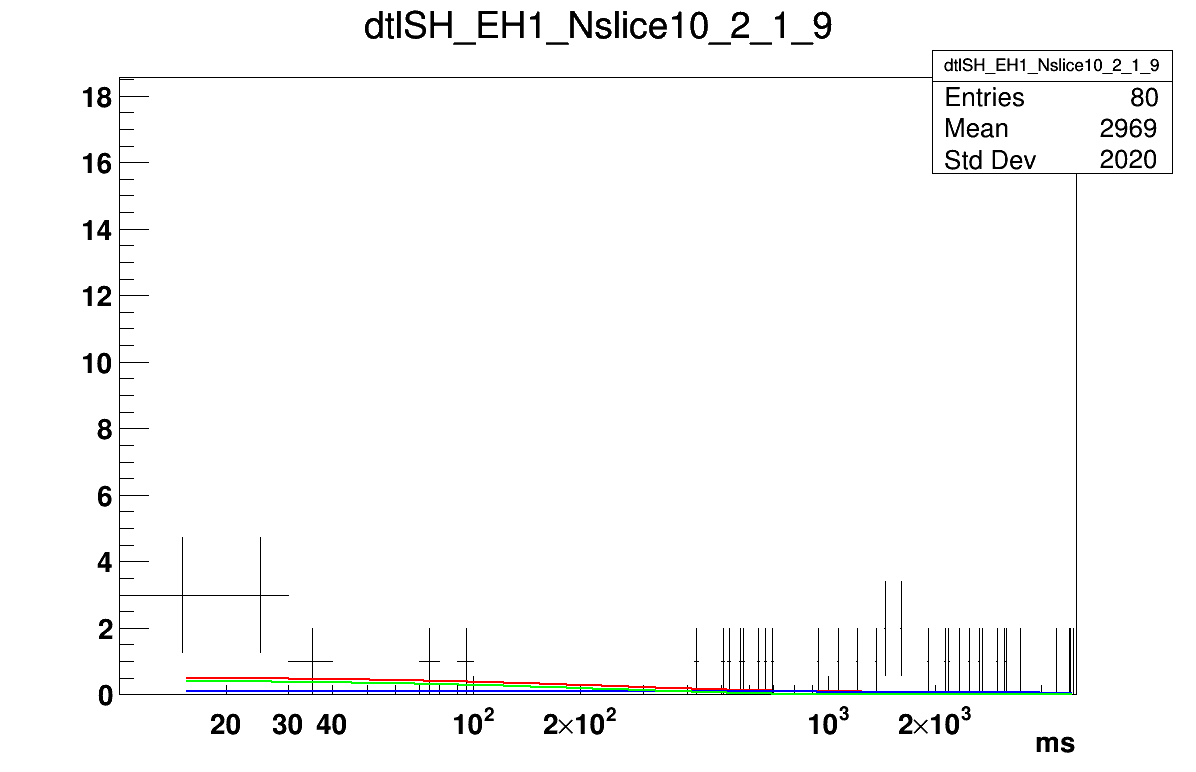 dtlSH_EH1_Nslice10_2_1_9
dtlSH_EH1_Nslice10_2_1_9
Entries 80
Mean 2969
Std Dev 2020
18
16
14
12
10
8
6
4
2
0
20 30 40 10² 2×10² 10³ 2×10³
ms